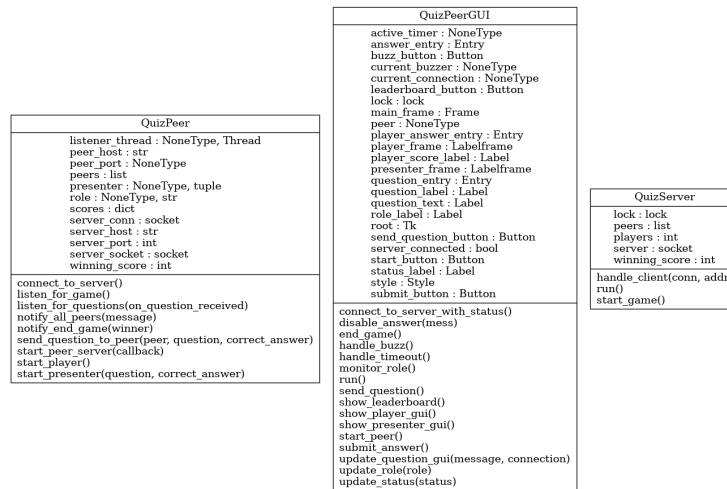 QuizPeer
listener_thread : NoneType, Thread
peer_host : str
peer_port : NoneType
peers : list
presenter : NoneType, tuple
role : NoneType, str
scores : dict
server_conn : socket
server_host : str
server_port : int
server_socket : socket
winning_score : int
connect_to_server()
listen_for_game()
listen_for_questions(on_question_received)
notify_all_peers(message)
notify_end_game(winner)
send_question_to_peer(peer, question, correct_answer)
start_peer_server(callback)
start_player()
start_presenter(question, correct_answer)
QuizPeerGUI
active_timer : NoneType
answer_entry : Entry
buzz_button : Button
current_buzzer : NoneType
current_connection : NoneType
leaderboard_button : Button
lock : lock
main_frame : Frame
peer : NoneType
player_answer_entry : Entry
player_frame : Labelframe
player_score_label : Label
presenter_frame : Labelframe
question_entry : Entry
question_label : Label
question_text : Label
role_label : Label
root : Tk
send_question_button : Button
server_connected : bool
start_button : Button
status_label : Label
style : Style
submit_button : Button
connect_to_server_with_status()
disable_answer(mess)
end_game()
handle_buzz()
handle_timeout()
monitor_role()
run()
send_question()
show_leaderboard()
show_player_gui()
show_presenter_gui()
start_peer()
submit_answer()
update_question_gui(message, connection)
update_role(role)
update_status(status)
QuizServer
lock : lock
peers : list
players : int
server : socket
winning_score : int
handle_client(conn, addr
run()
start_game()